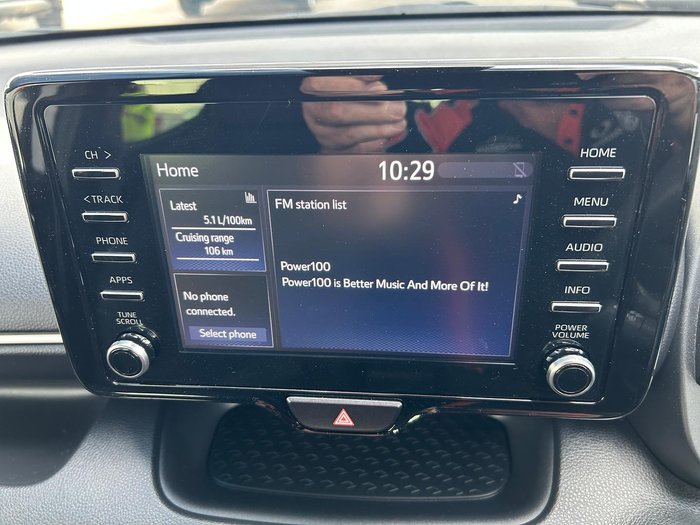 CH >
< TRACK
PHONE
APPS
TUNE
SCROLL
Home
10:29
Latest
5.1 L/100km
Cruising range
106 km
No phone
connected.
Select phone
FM station list
Power100
Power100 is Better Music And More Of It!
HOME
MENU
AUDIO
INFO
POWER
VOLUME